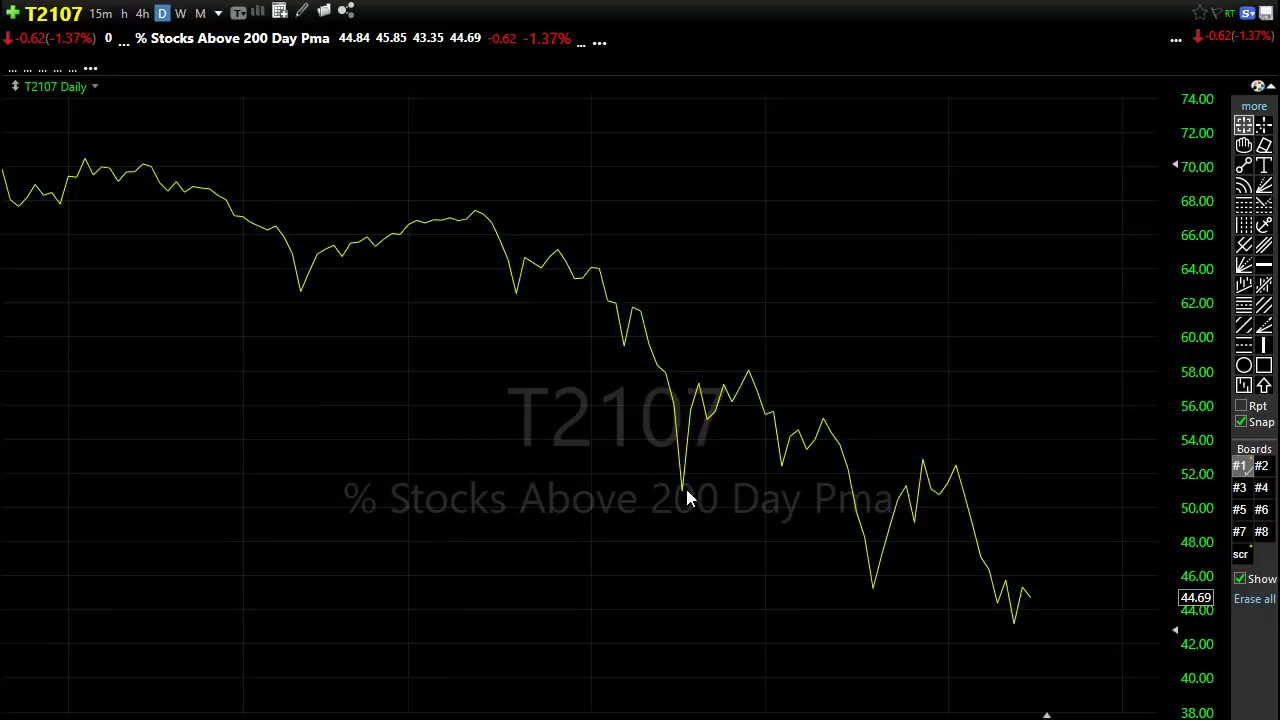 T2107 15m h 4h D W M T RT S
-0.62(-1.37%) 0 ... % Stocks Above 200 Day Pma 44.84 45.85 43.35 44.69 -0.62 -1.37% ... ... ... -0.62(-1.37%)
... ... ... ... ... ...
T2107 Daily
74.00
72.00
70.00
68.00
66.00
64.00
62.00
60.00
58.00
56.00
54.00
52.00
50.00
48.00
46.00
44.69
44.00
42.00
40.00
38.00
T2107
% Stocks Above 200 Day Pma
more
T
Rpt
Snap
Boards
#1 #2
#3 #4
#5 #6
#7 #8
scr
Show
Erase all